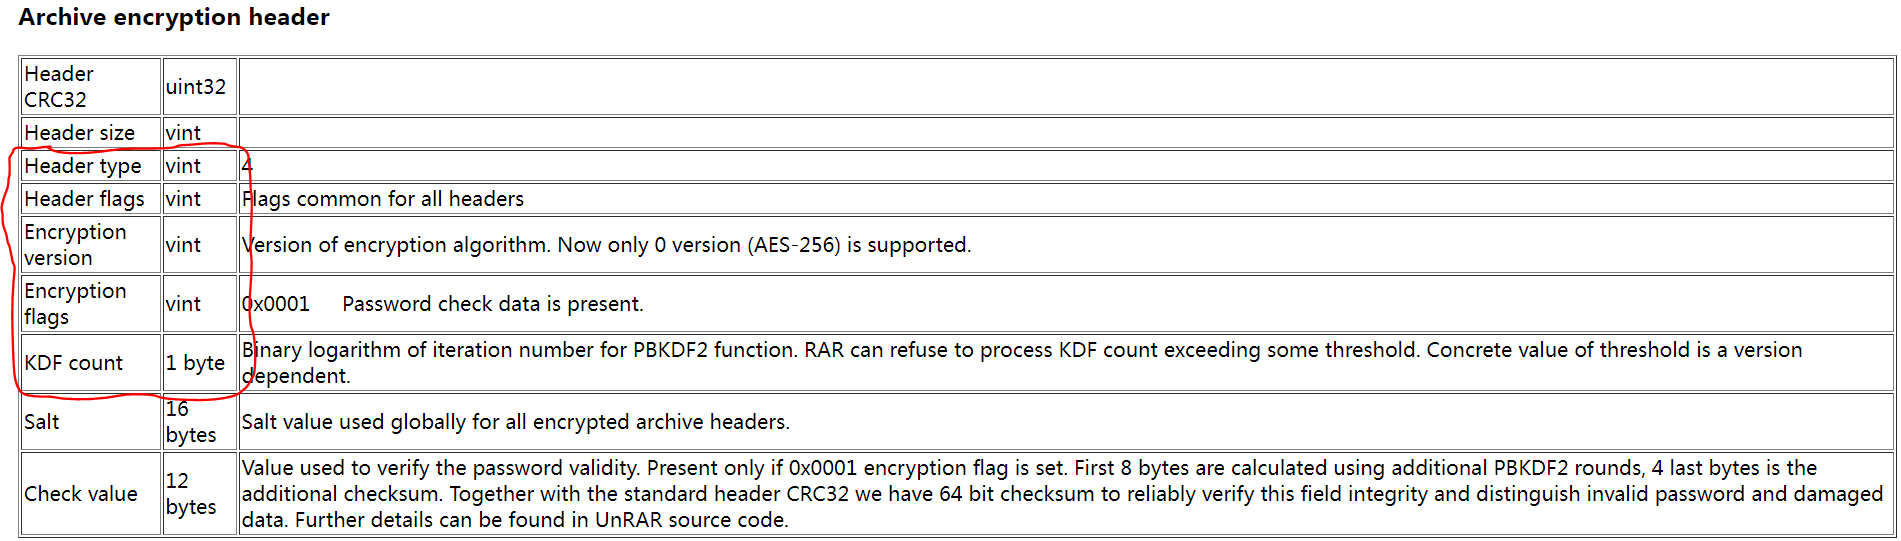 Archive encryption header
Header
CRC32
uint32
Header size
vint
Header type
vint
4
Header flags
vint
Flags common for all headers
Encryption
version
vint
Version of encryption algorithm. Now only 0 version (AES-256) is supported.
Encryption
flags
vint
0x0001 Password check data is present.
KDF count
1 byte
Binary logarithm of iteration number for PBKDF2 function. RAR can refuse to process KDF count exceeding some threshold. Concrete value of threshold is a version
dependent.
Salt
16
bytes
Salt value used globally for all encrypted archive headers.
Check value
12
bytes
Value used to verify the password validity. Present only if 0x0001 encryption flag is set. First 8 bytes are calculated using additional PBKDF2 rounds, 4 last bytes is the
additional checksum. Together with the standard header CRC32 we have 64 bit checksum to reliably verify this field integrity and distinguish invalid password and damaged
data. Further details can be found in UnRAR source code.